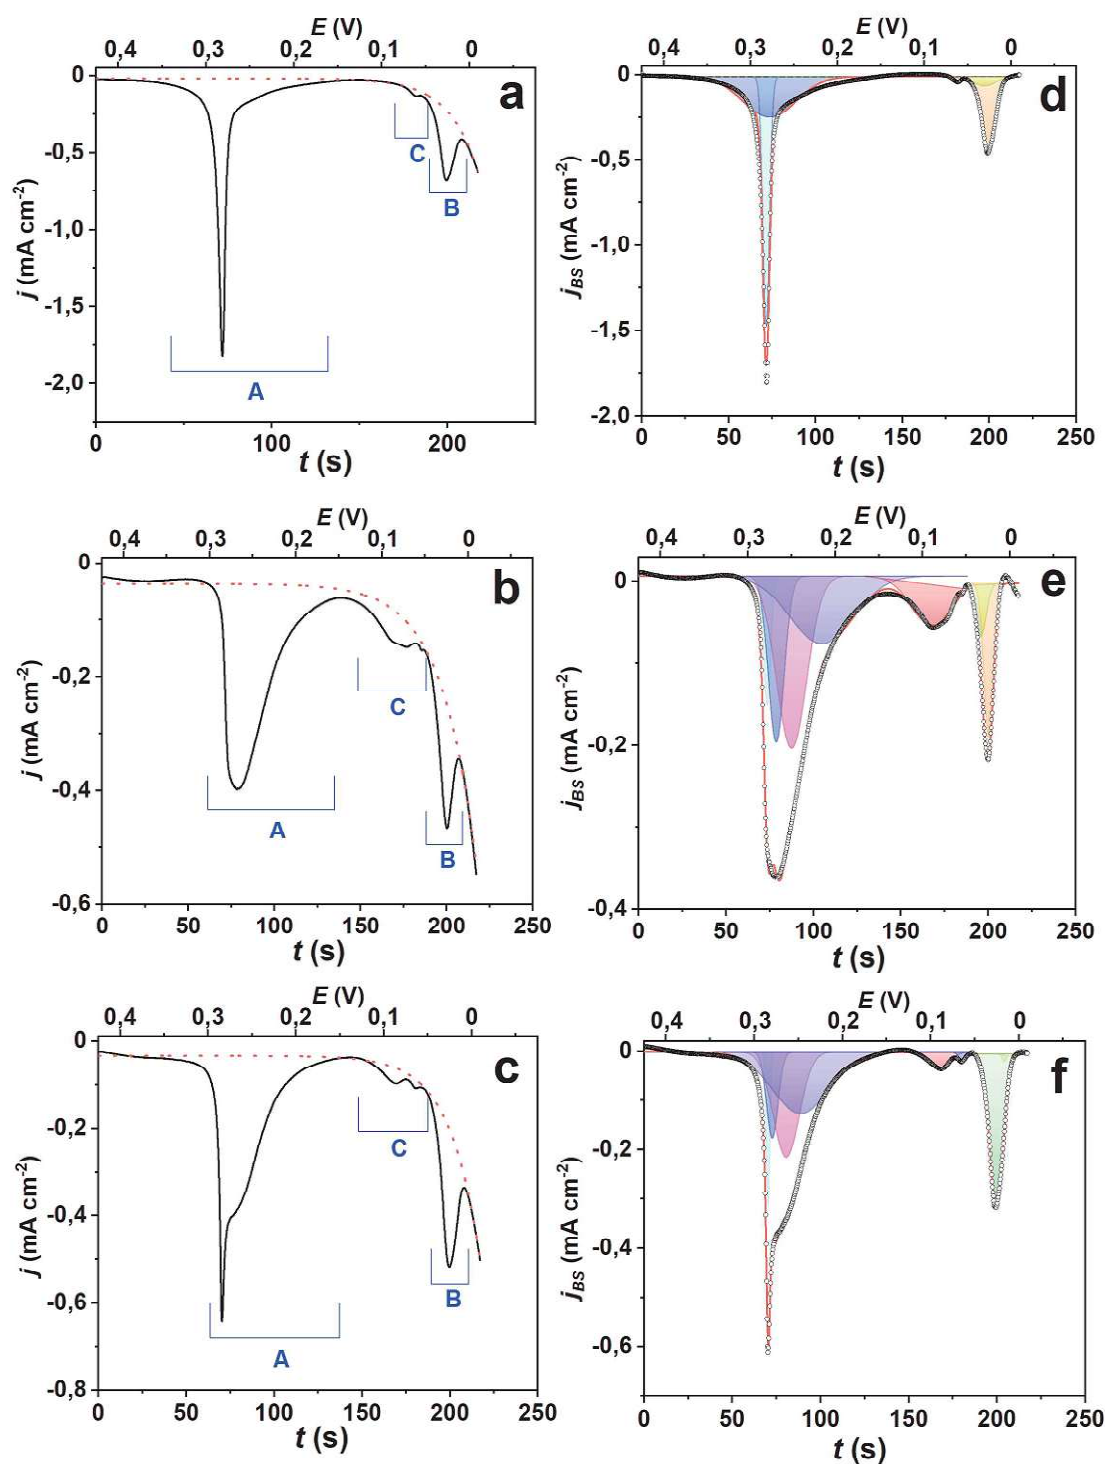 E (V)
0,4 0,3 0,2 0,1 0
a
0
-0,5
-1,0
-1,5
-2,0
j (mA cm-2)
C
B
A
0 100 200
t (s)
E (V)
0,4 0,3 0,2 0,1 0
d
0
-0,5
-1,0
-1,5
-2,0
jBS (mA cm-2)
0 50 100 150 200 250
t (s)
E (V)
0,4 0,3 0,2 0,1 0
b
0
-0,2
-0,4
-0,6
j (mA cm-2)
C
A
B
0 50 100 150 200 250
t (s)
E (V)
0,4 0,3 0,2 0,1 0
e
0
-0,2
-0,4
jBS (mA cm-2)
0 50 100 150 200 250
t (s)
E (V)
0,4 0,3 0,2 0,1 0
c
0
-0,2
-0,4
-0,6
-0,8
j (mA cm-2)
C
B
A
0 50 100 150 200 250
t (s)
E (V)
0,4 0,3 0,2 0,1 0
f
0
-0,2
-0,4
-0,6
jBS (mA cm-2)
0 50 100 150 200 250
t (s)